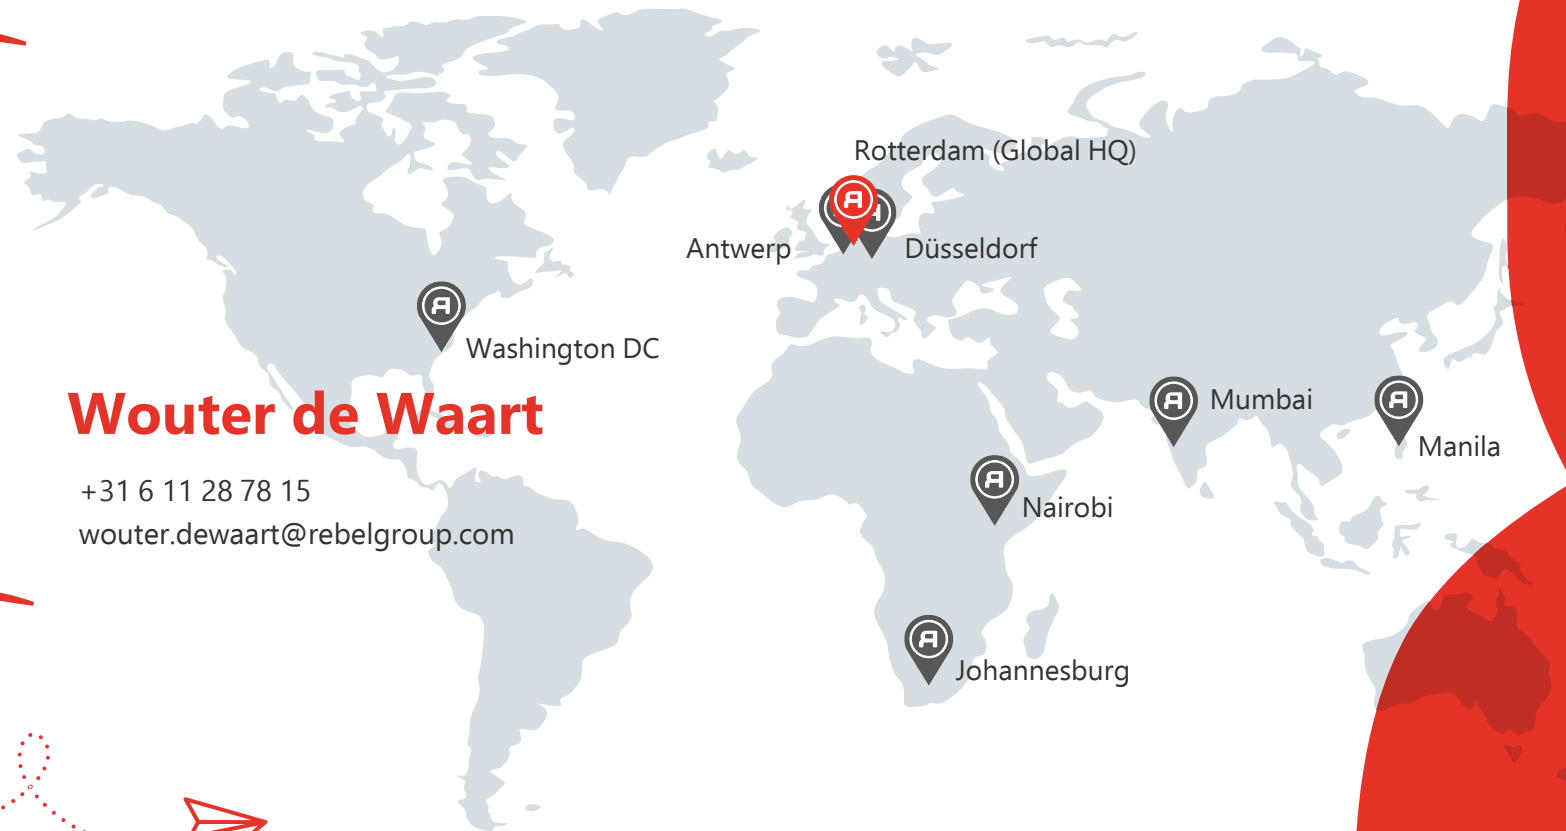 Rotterdam (Global HQ)
Antwerp
Düsseldorf
Washington DC
Wouter de Waart
Mumbai
Manila
+31 6 11 28 78 15
Nairobi
wouter.dewaart@rebelgroup.com
Johannesburg